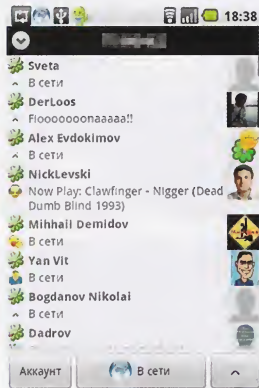 18:38
Sveta
В сети
DerLoos
Floooooonaaaaa!!
Alex Evdokimov
В сети
NickLevski
Now Play: Clawfinger - Nigger (Dead
Dumb Blind 1993)
Mihhail Demidov
В сети
Yan Vit
В сети
Bogdanov Nikolai
В сети
Dadrov
Аккаунт
В сети